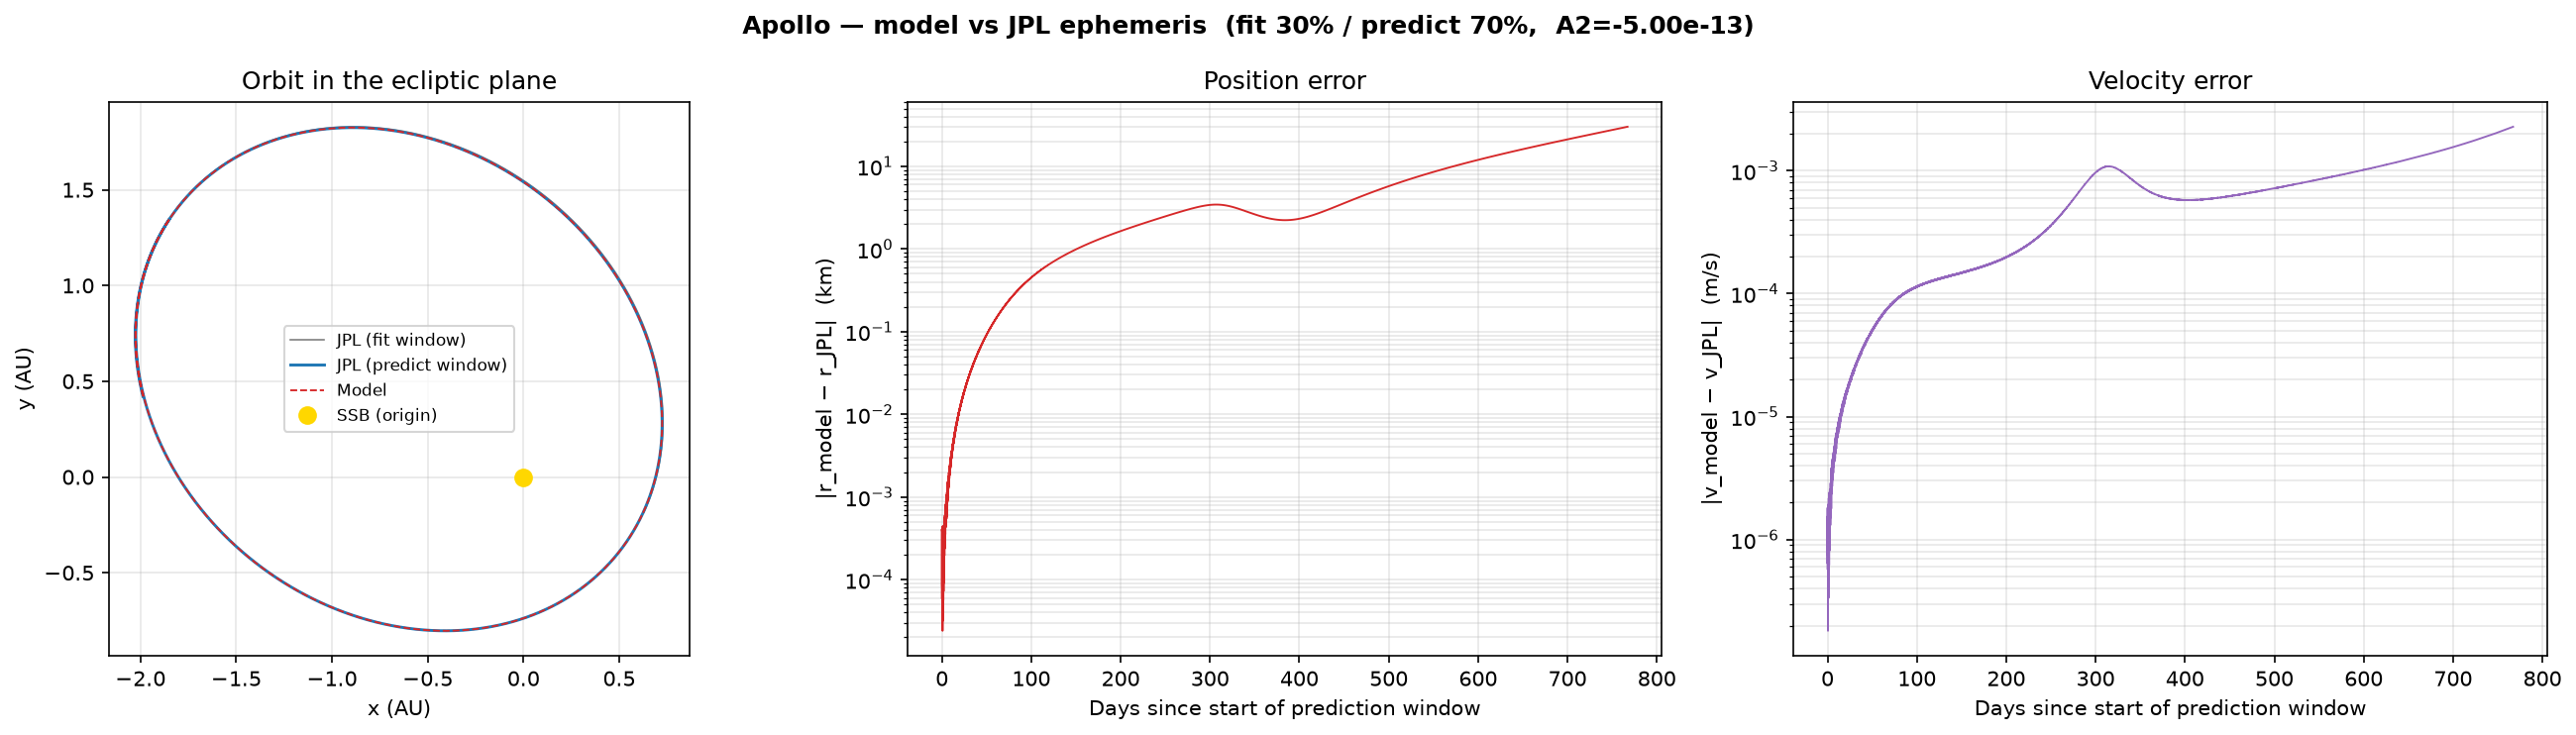 Apollo — model vs JPL ephemeris  (fit 30% / predict 70%,  A2=-5.00e-13)
Orbit in the ecliptic plane
y (AU)
1.5
1.0
0.5
0.0
−0.5
JPL (fit window)
JPL (predict window)
Model
SSB (origin)
−2.0 −1.5 −1.0 −0.5 0.0 0.5
x (AU)
Position error
|r_model − r_JPL| (km)
10¹
10⁰
10⁻¹
10⁻²
10⁻³
10⁻⁴
0 100 200 300 400 500 600 700 800
Days since start of prediction window
Velocity error
|v_model − v_JPL| (m/s)
10⁻³
10⁻⁴
10⁻⁵
10⁻⁶
0 100 200 300 400 500 600 700 800
Days since start of prediction window